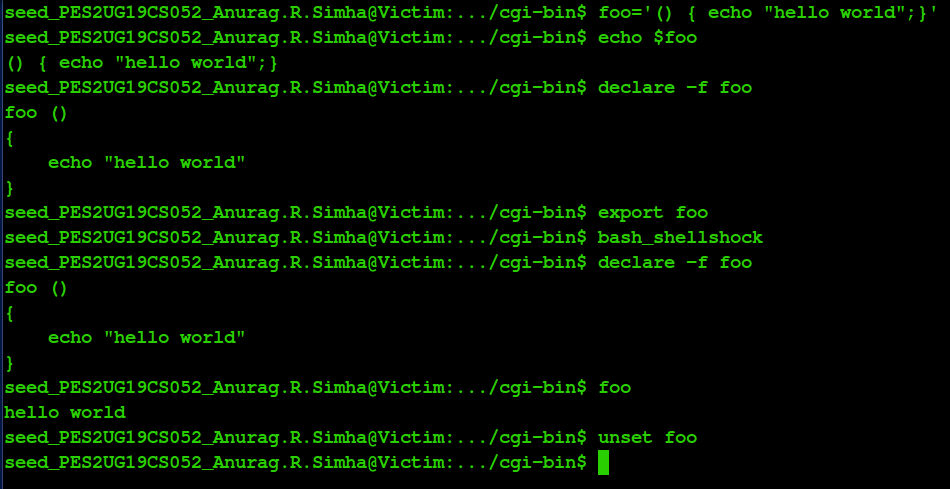 seed_PES2UG19CS052_Anurag.R.Simha@Victim:.../cgi-bin$ foo='() { echo "hello world";}'
seed_PES2UG19CS052_Anurag.R.Simha@Victim:.../cgi-bin$ echo $foo
() { echo "hello world";}
seed_PES2UG19CS052_Anurag.R.Simha@Victim:.../cgi-bin$ declare -f foo
foo ()
{
    echo "hello world"
}
seed_PES2UG19CS052_Anurag.R.Simha@Victim:.../cgi-bin$ export foo
seed_PES2UG19CS052_Anurag.R.Simha@Victim:.../cgi-bin$ bash_shellshock
seed_PES2UG19CS052_Anurag.R.Simha@Victim:.../cgi-bin$ declare -f foo
foo ()
{
    echo "hello world"
}
seed_PES2UG19CS052_Anurag.R.Simha@Victim:.../cgi-bin$ foo
hello world
seed_PES2UG19CS052_Anurag.R.Simha@Victim:.../cgi-bin$ unset foo
seed_PES2UG19CS052_Anurag.R.Simha@Victim:.../cgi-bin$